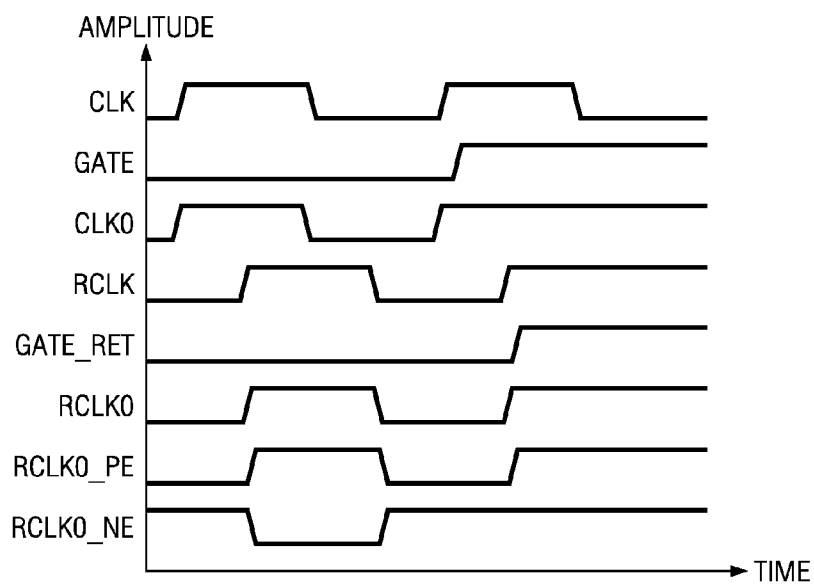 AMPLITUDE
CLK
GATE
CLK0
RCLK
GATE_RET
RCLK0
RCLK0_PE
RCLK0_NE
TIME